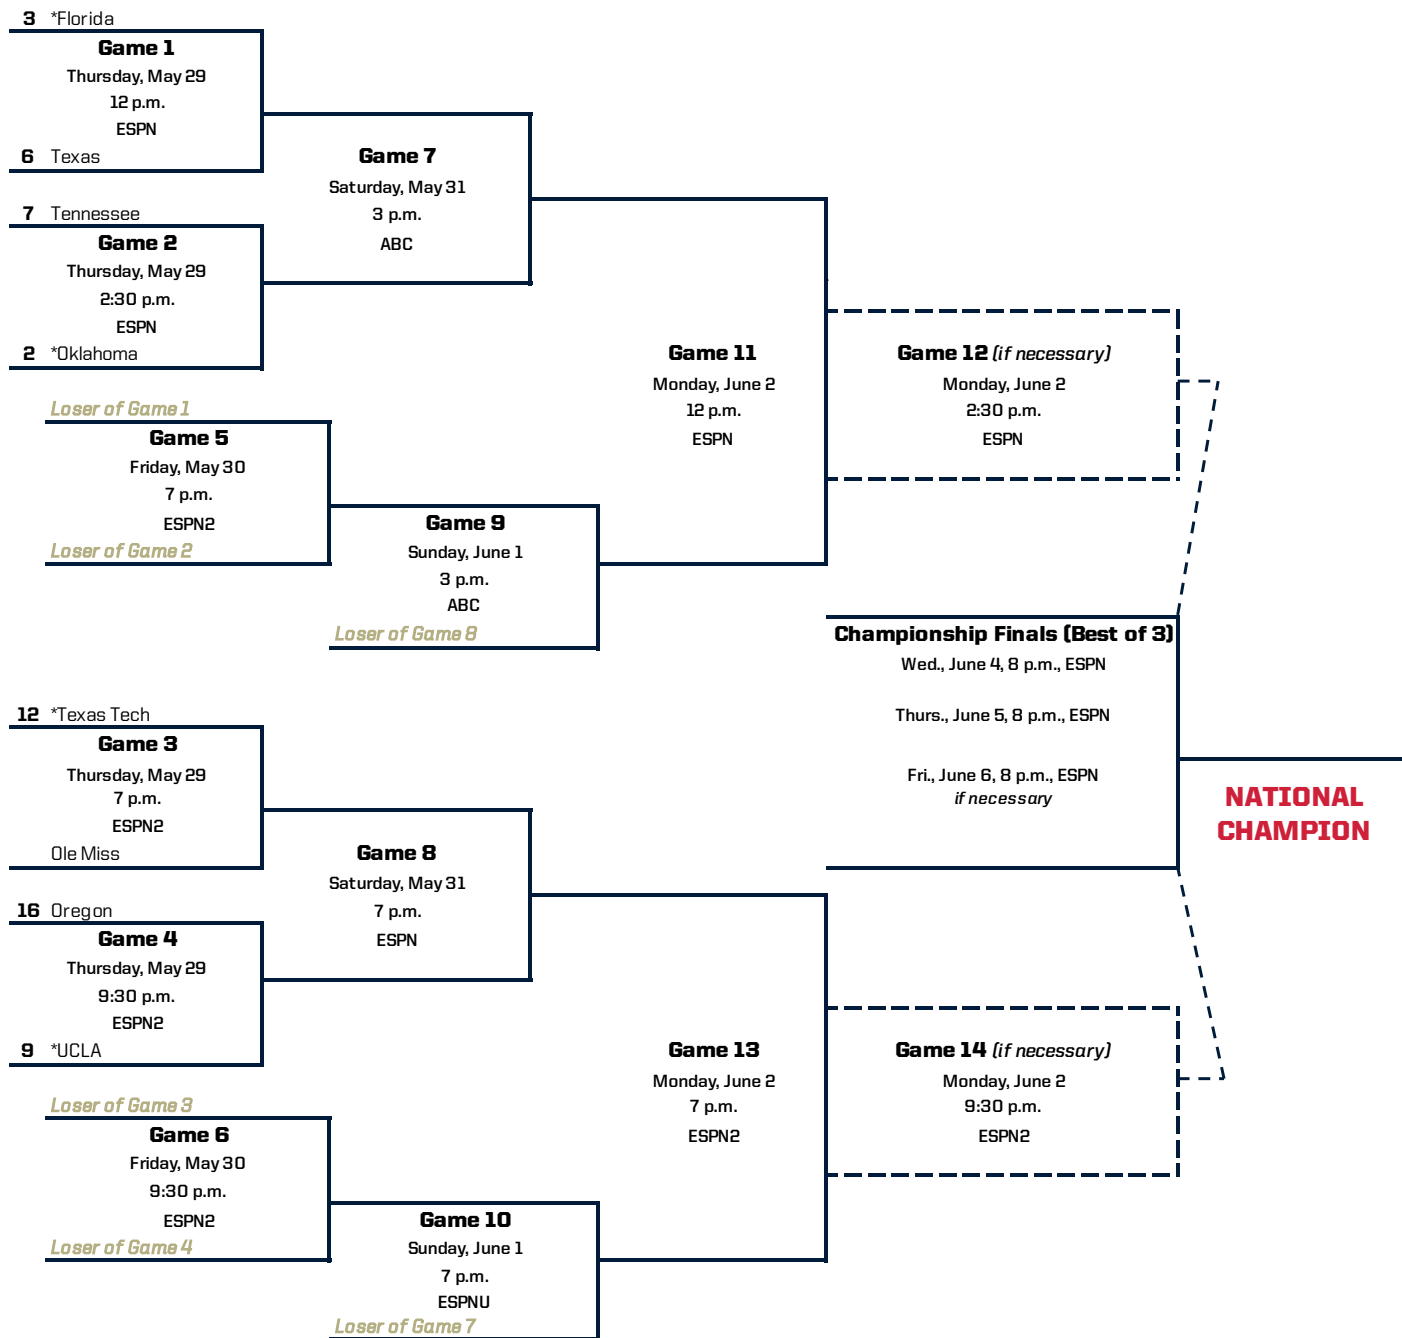 3 *Florida
Game 1
Thursday, May 29
12 p.m.
ESPN
6 Texas
7 Tennessee
Game 2
Thursday, May 29
2:30 p.m.
ESPN
2 *Oklahoma
Game 7
Saturday, May 31
3 p.m.
ABC
Loser of Game 1
Game 5
Friday, May 30
7 p.m.
ESPN2
Loser of Game 2
Game 9
Sunday, June 1
3 p.m.
ABC
Loser of Game 8
Game 11
Monday, June 2
12 p.m.
ESPN
Game 12 (if necessary)
Monday, June 2
2:30 p.m.
ESPN
Championship Finals (Best of 3)
Wed., June 4, 8 p.m., ESPN
Thurs., June 5, 8 p.m., ESPN
Fri., June 6, 8 p.m., ESPN
if necessary
NATIONAL
CHAMPION
12 *Texas Tech
Game 3
Thursday, May 29
7 p.m.
ESPN2
Ole Miss
16 Oregon
Game 4
Thursday, May 29
9:30 p.m.
ESPN2
9 *UCLA
Game 8
Saturday, May 31
7 p.m.
ESPN
Loser of Game 3
Game 6
Friday, May 30
9:30 p.m.
ESPN2
Loser of Game 4
Game 10
Sunday, June 1
7 p.m.
ESPNU
Loser of Game 7
Game 13
Monday, June 2
7 p.m.
ESPN2
Game 14 (if necessary)
Monday, June 2
9:30 p.m.
ESPN2